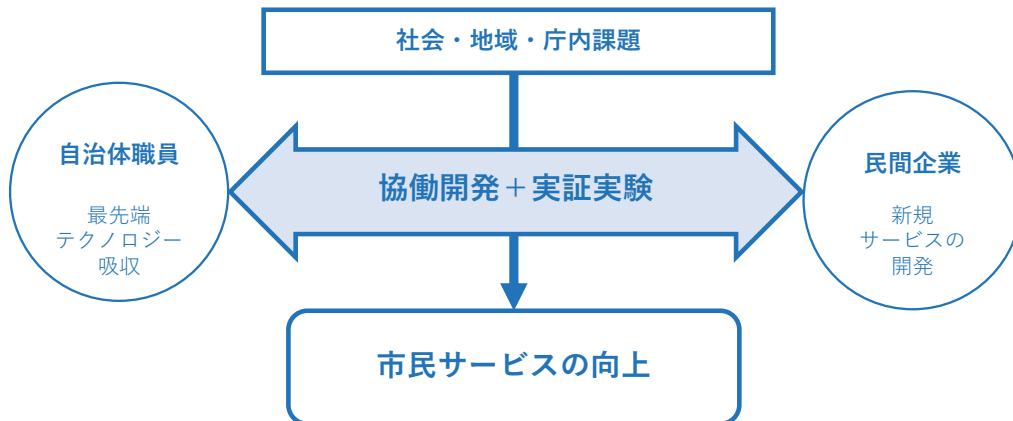 社会・地域・庁内課題
自治体職員
最先端
テクノロジー
吸収
協働開発＋実証実験
民間企業
新規
サービスの
開発
市民サービスの向上